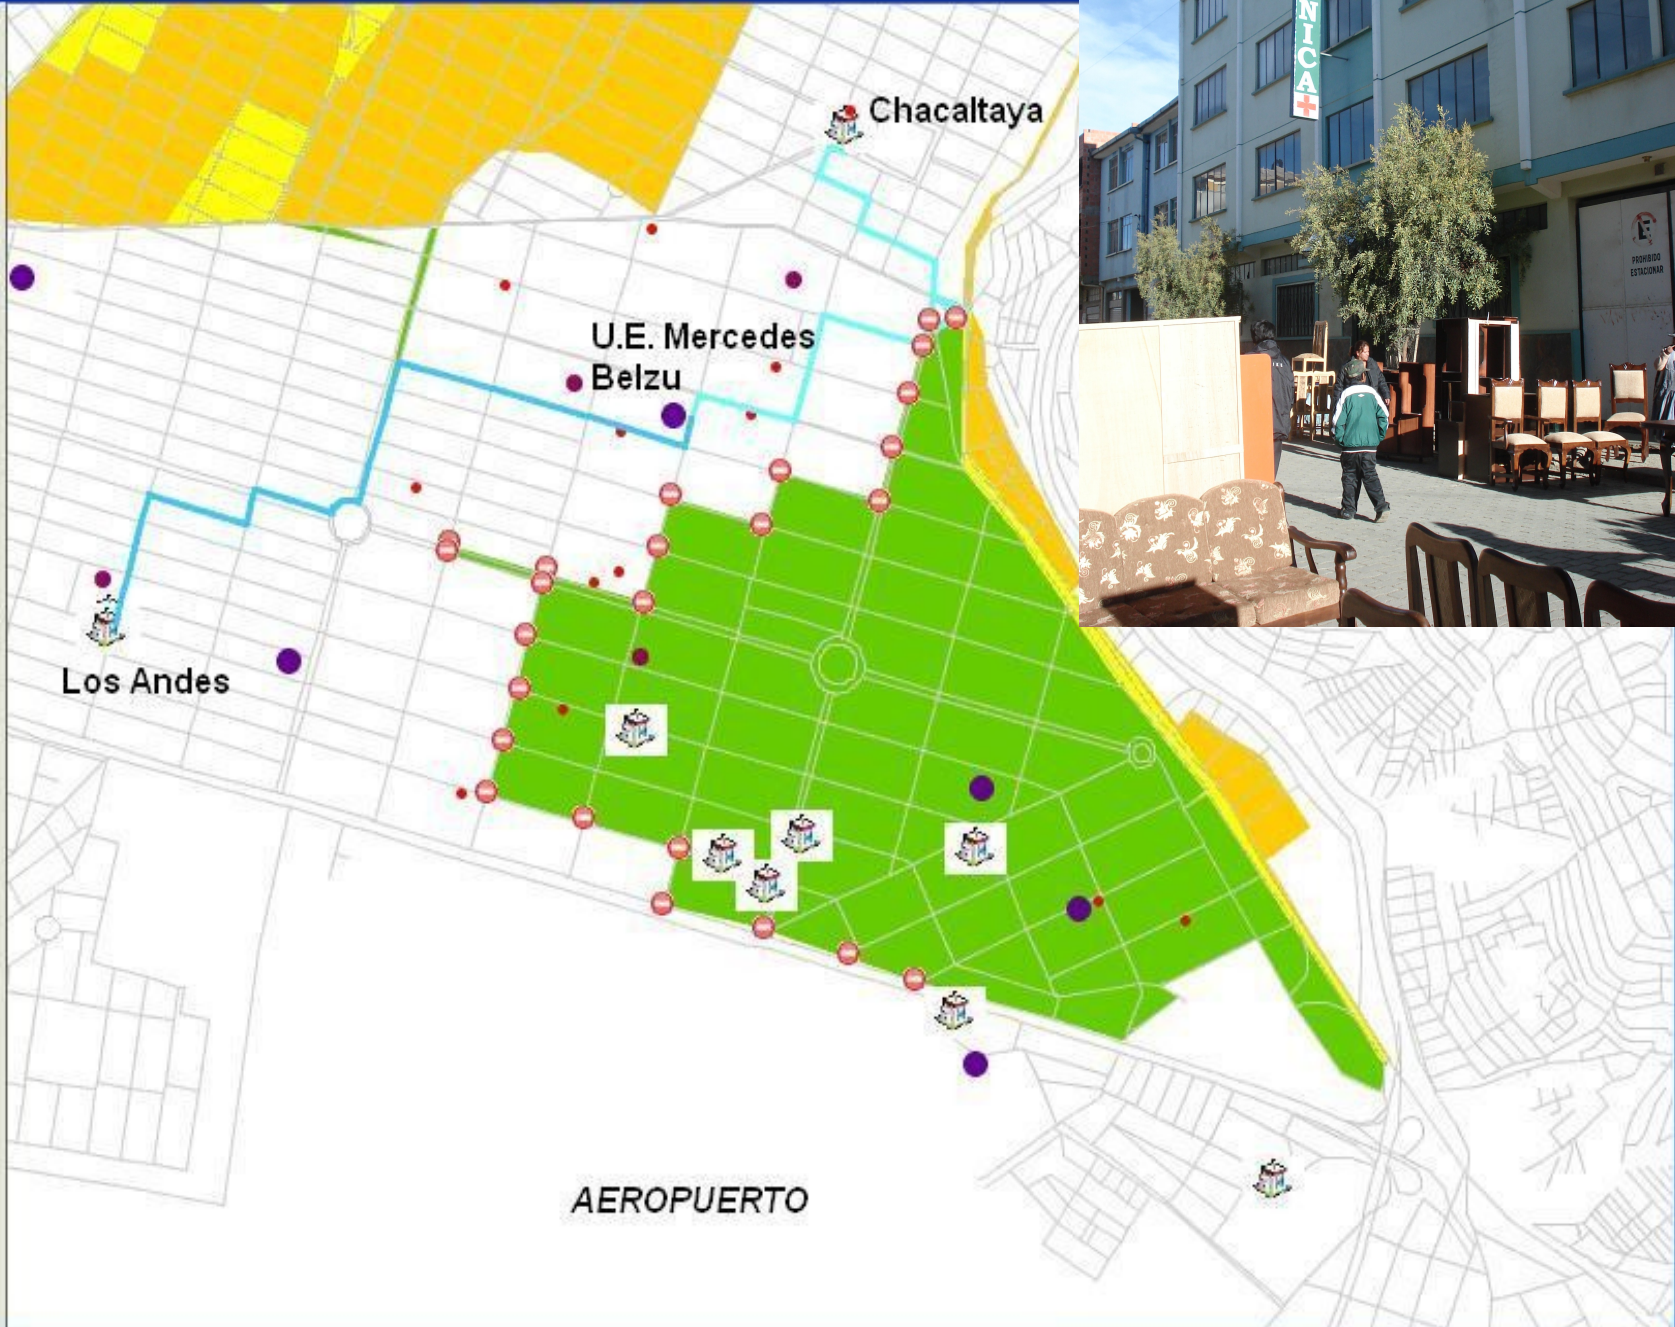 Chacaltaya
U.E. Mercedes
Belzu
Los Andes
AEROPUERTO
NICA
PROHIBIDO
ESTACIONAR